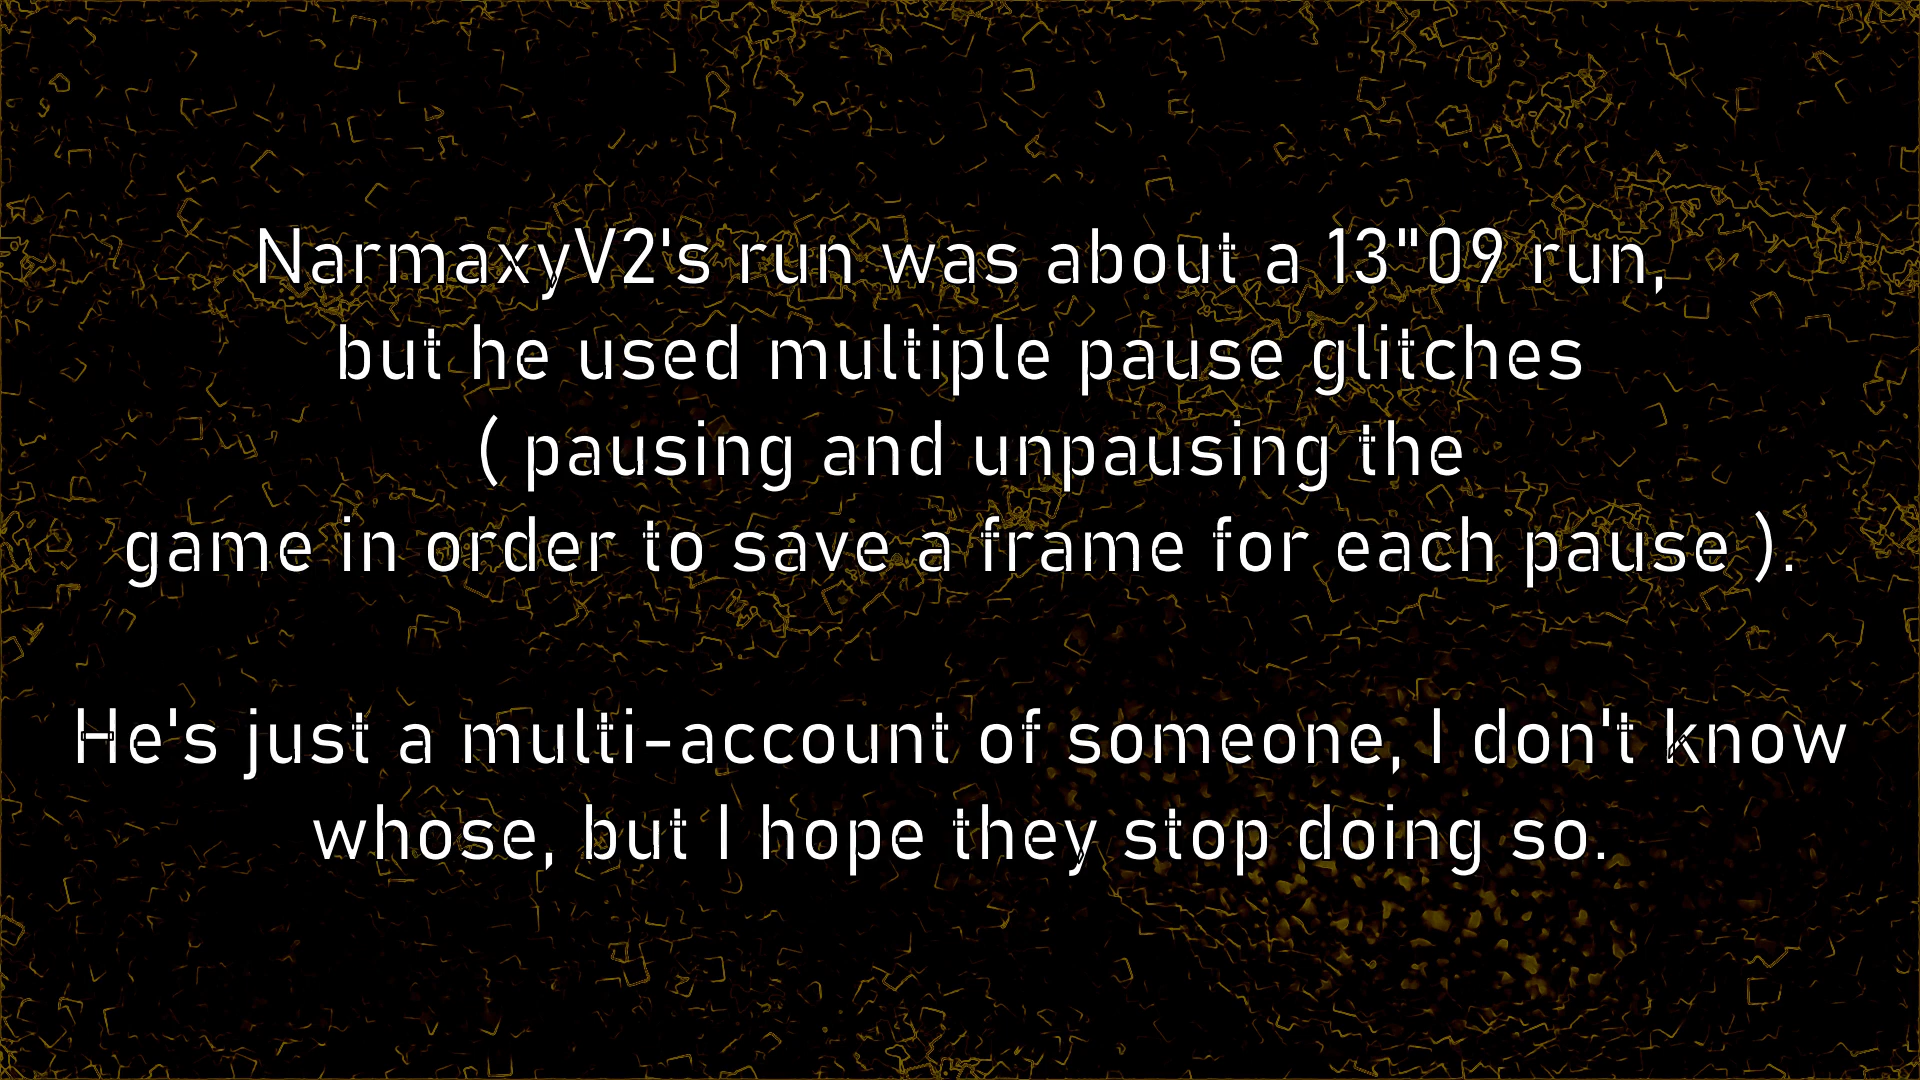 NarmaxyV2's run was about a 13"09 run,
but he used multiple pause glitches
( pausing and unpausing the
game in order to save a frame for each pause ).
He's just a multi-account of someone, I don't know
whose, but I hope they stop doing so.